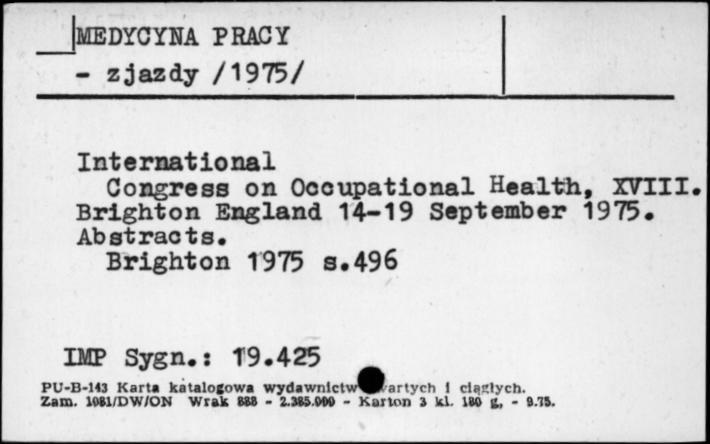 MEDYCYNA PRACY
- zjazdy /1975/
International
Congress on Occupational Health, XVIII.
Brighton England 14-19 September 1975.
Abstracts.
Brighton 1975 s.496
IMP Sygn.: 19.425
PU-B-143 Karta katalogowa wydawnictw artych i ciągłych.
Zam. 1081/DW/ON Wrak 888 - 2.385.000 - Karton 3 kl. 180 g, - 9.75.